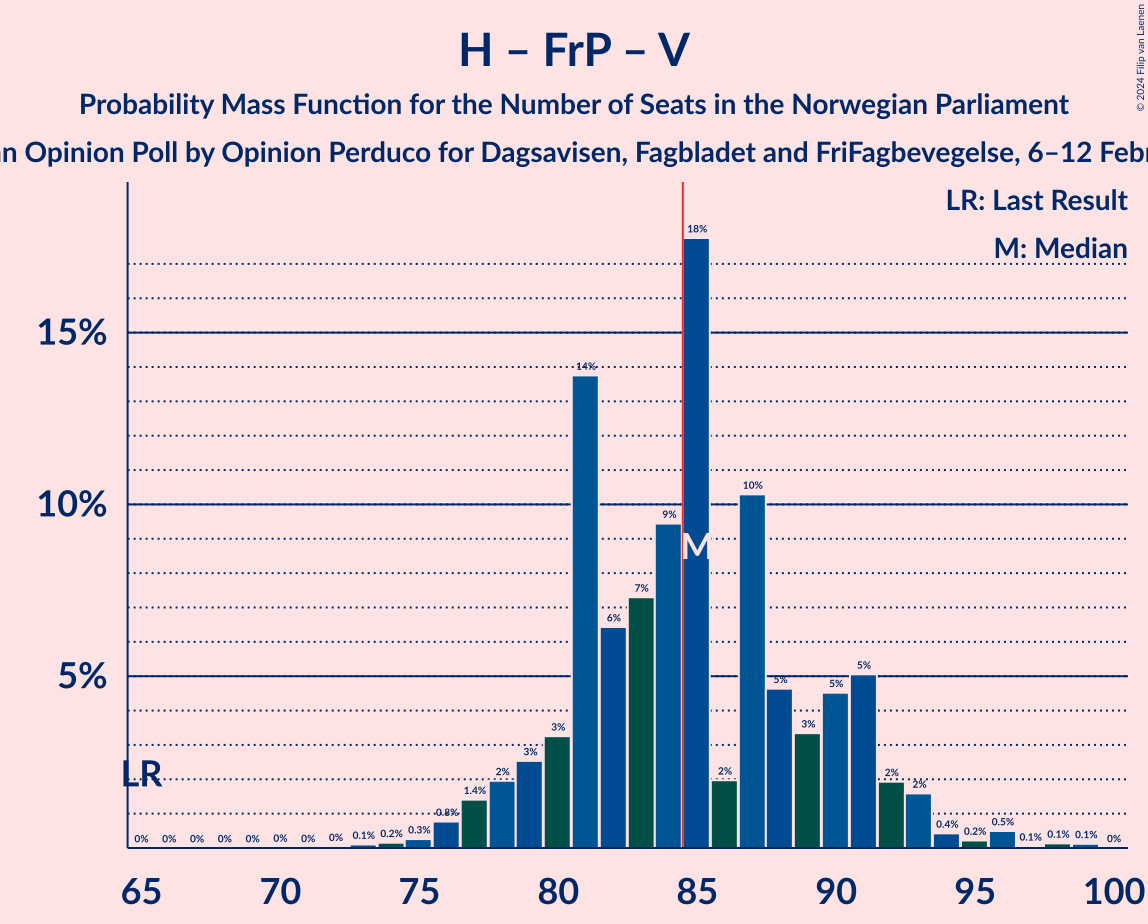 H – FrP – V
Probability Mass Function for the Number of Seats in the Norwegian Parliament
n Opinion Poll by Opinion Perduco for Dagsavisen, Fagbladet and FriFagbevegelse, 6–12 Febr
© 2024 Filip van Laenen
LR: Last Result
M: Median
18%
15%
14%
10%
10%
9%
M
7%
6%
5%
5%
5%
5%
3%
3%
3%
2%
2%
2%
2%
LR
1.4%
0.8%
0% 0% 0% 0% 0% 0% 0% 0% 0.1% 0.2% 0.3% 0.4% 0.2% 0.5% 0.1% 0.1% 0.1% 0%
65 70 75 80 85 90 95 100